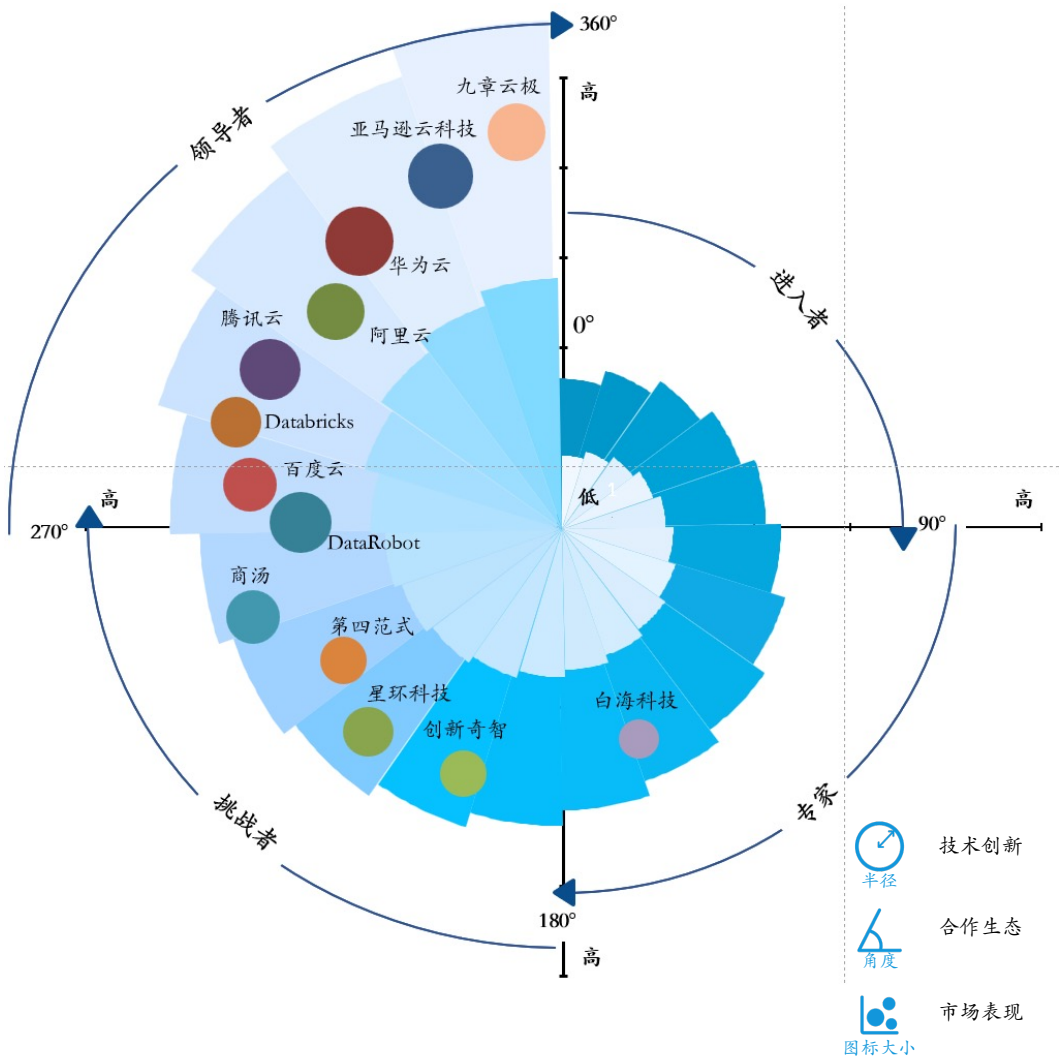 360°
高
九章云极
亚马逊云科技
领导者
华为云
进入者
腾讯云
阿里云
0°
Databricks
百度云
低 1
高
高
270°
90°
DataRobot
商汤
第四范式
星环科技
白海科技
创新奇智
挑战者
专家
180°
高
技术创新
半径
合作生态
角度
市场表现
图标大小